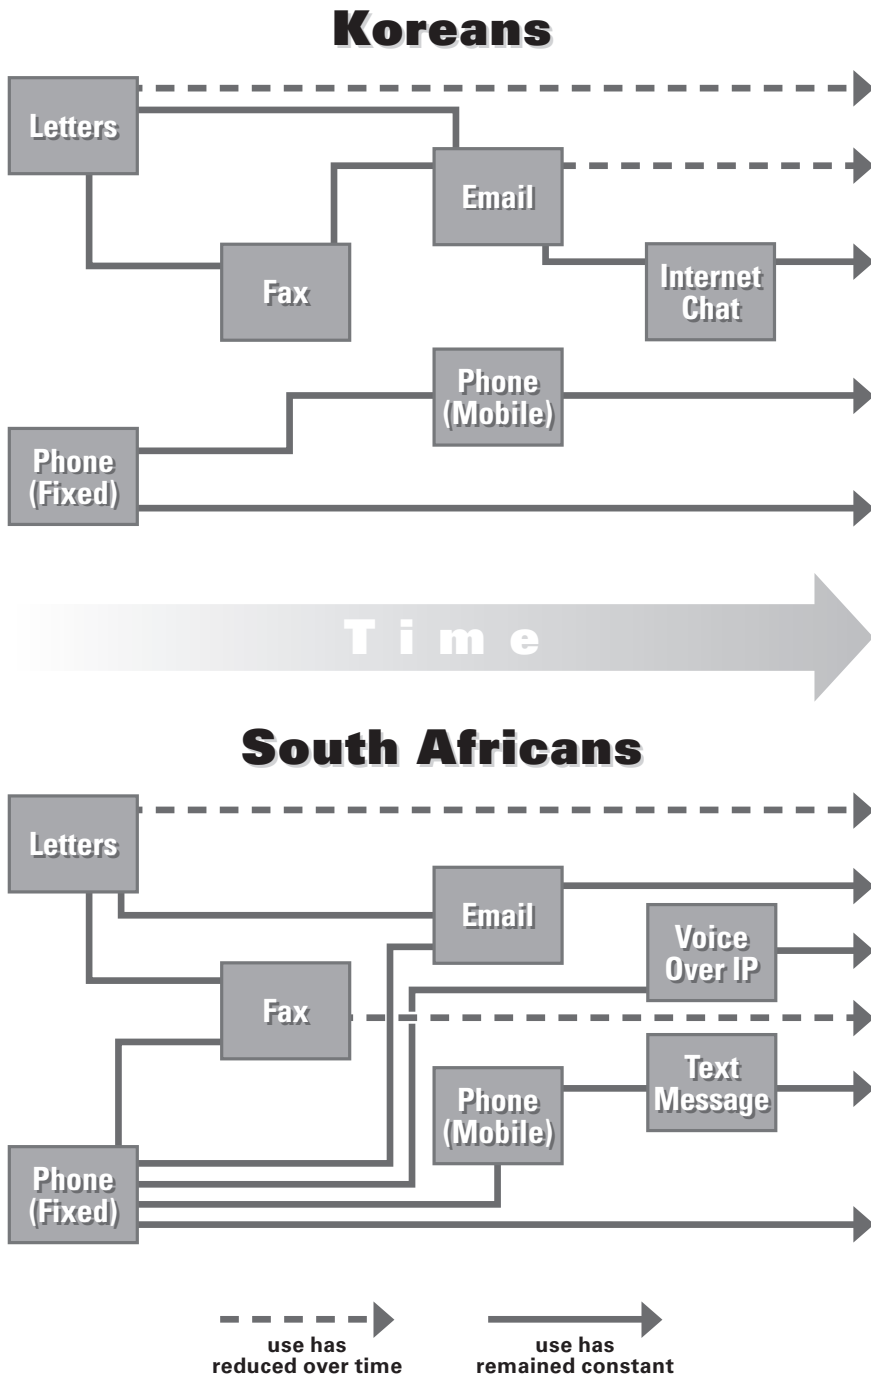 Koreans
Letters
Email
Fax
Internet
Chat
Phone
(Mobile)
Phone
(Fixed)
Time
South Africans
Letters
Email
Voice
Over IP
Fax
Text
Message
Phone
(Mobile)
Phone
(Fixed)
use has
reduced over time
use has
remained constant